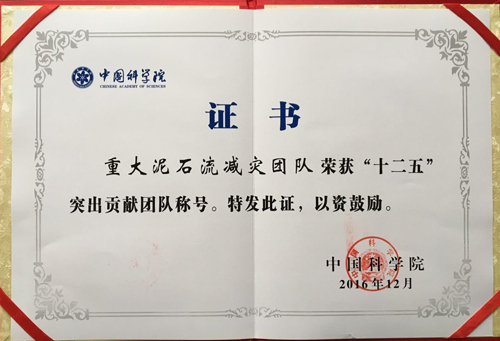 中国科学院
CHINESE ACADEMY OF SCIENCES
证书
重大泥石流减灾团队荣获“十二五”
突出贡献团队称号。特发此证，以资鼓励。
中国科学院
2016年12月